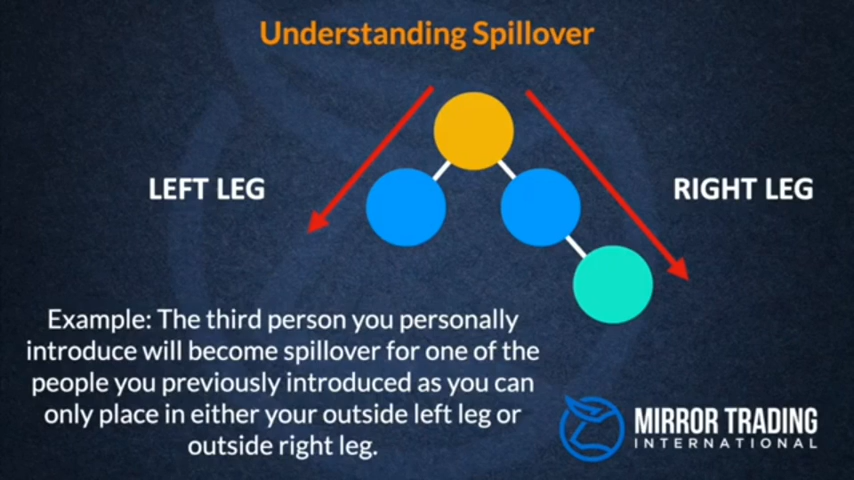 Understanding Spillover
LEFT LEG
RIGHT LEG
Example: The third person you personally
introduce will become spillover for one of the
people you previously introduced as you can
only place in either your outside left leg or
outside right leg.
MIRROR TRADING
INTERNATIONAL